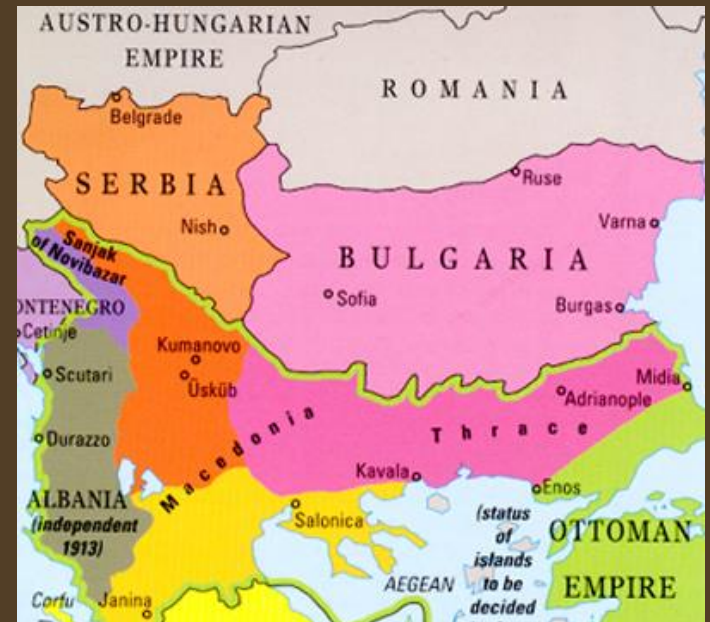 AUSTRO-HUNGARIAN
EMPIRE
ROMANIA
Belgrade
SERBIA
Ruse
Nish
Varna
Sanjak
of Novibazar
BULGARIA
Sofia
Burgas
ONTENEGRO
Cetinje
Kumanovo
Scutari
Üsküb
Midia
Adrianople
Macedonia
Thrace
Durazzo
Kavala
Enos
ALBANIA
(independent
1913)
Salonica
(status
of
islands
to be
decided
OTTOMAN
EMPIRE
AEGEAN
Corfu
Janina